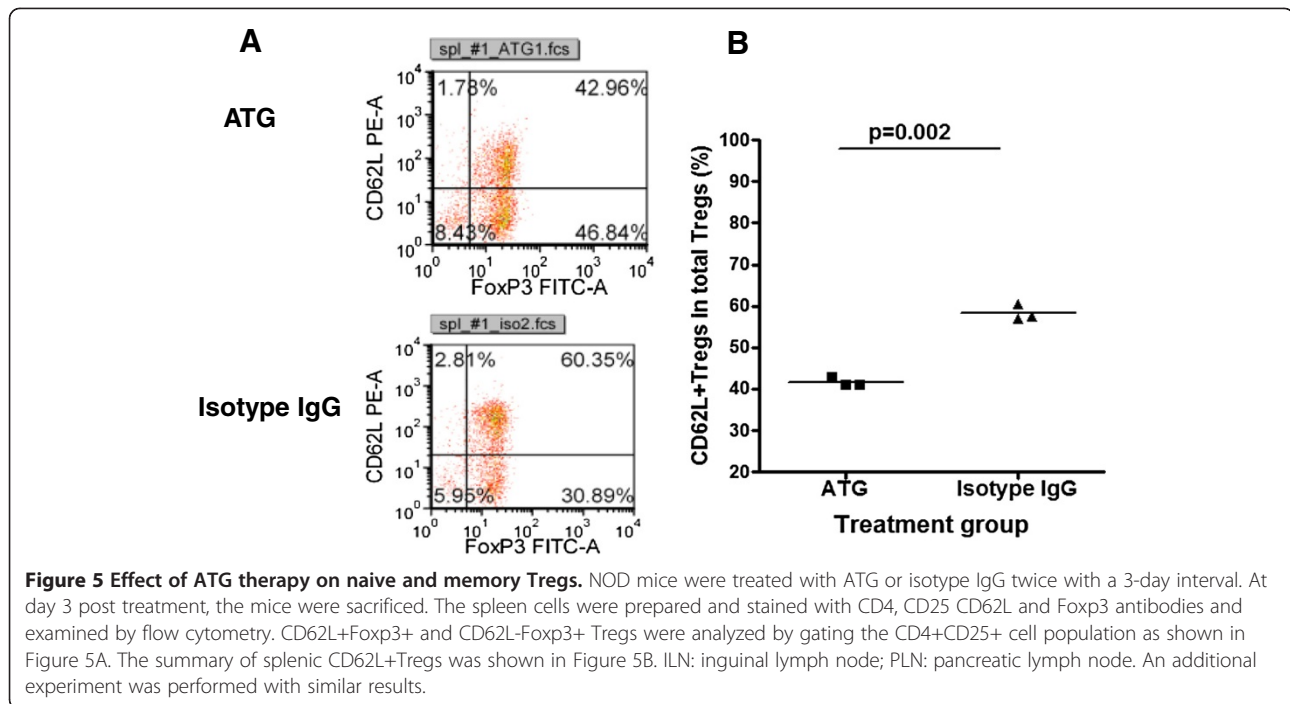 A
B
spl_#1_ATG1.fcs
ATG
CD62L PE-A
10^4
10^3
10^2
10^1
10^0
1.78%
42.96%
8.43%
46.84%
10^0 10^1 10^2 10^3 10^4
FoxP3 FITC-A
spl_#1_iso2.fcs
Isotype IgG
CD62L PE-A
10^4
10^3
10^2
10^1
10^0
2.81%
60.35%
5.95%
30.89%
10^0 10^1 10^2 10^3 10^4
FoxP3 FITC-A
p=0.002
CD62L+Tregs In total Tregs (%)
100
90
80
70
60
50
40
30
20
ATG Isotype IgG
Treatment group
Figure 5 Effect of ATG therapy on naive and memory Tregs. NOD mice were treated with ATG or isotype IgG twice with a 3-day interval. At
day 3 post treatment, the mice were sacrificed. The spleen cells were prepared and stained with CD4, CD25 CD62L and Foxp3 antibodies and
examined by flow cytometry. CD62L+Foxp3+ and CD62L-Foxp3+ Tregs were analyzed by gating the CD4+CD25+ cell population as shown in
Figure 5A. The summary of splenic CD62L+Tregs was shown in Figure 5B. ILN: inguinal lymph node; PLN: pancreatic lymph node. An additional
experiment was performed with similar results.